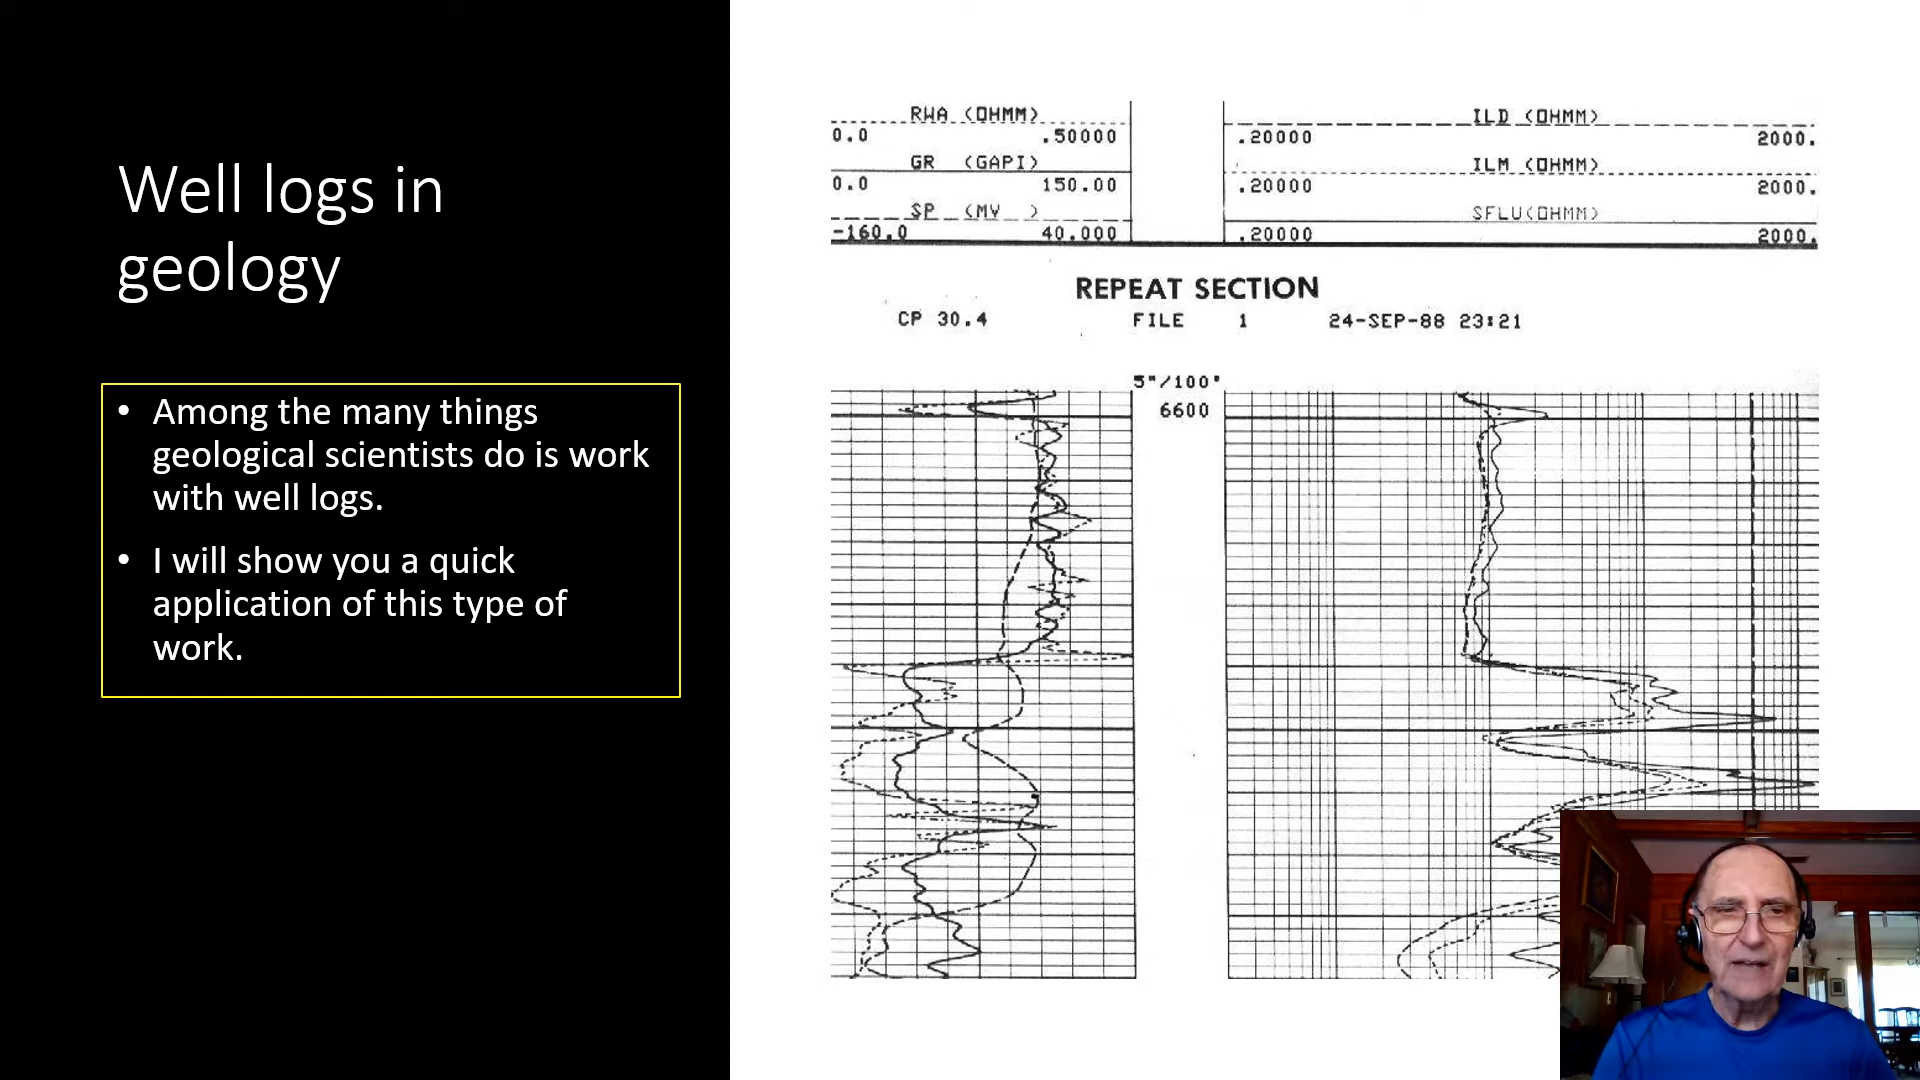 Well logs in
geology
• Among the many things
geological scientists do is work
with well logs.
• I will show you a quick
application of this type of
work.
RWA (OHMM)
0.0 .50000
GR (GAPI)
0.0 150.00
SP (MV )
-160.0 40.000
ILD (OHMM)
.20000 2000.
ILM (OHMM)
.20000 2000.
SFLU(OHMM)
.20000 2000.
REPEAT SECTION
CP 30.4 FILE 1 24-SEP-88 23:21
5"/100'
6600